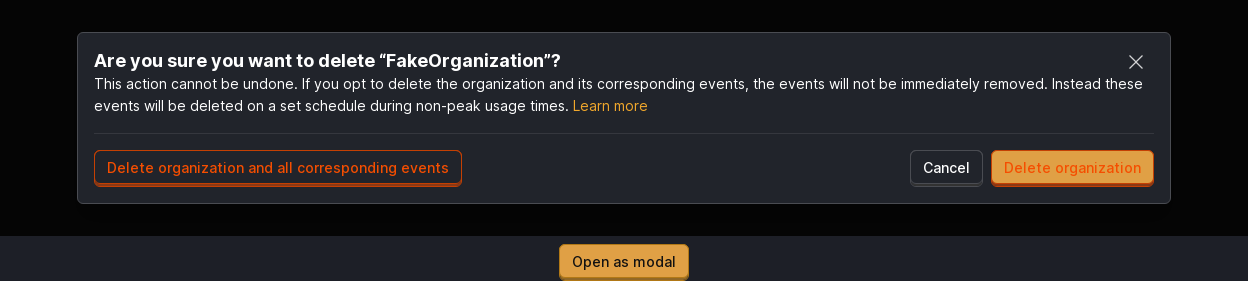 Are you sure you want to delete “FakeOrganization”?
This action cannot be undone. If you opt to delete the organization and its corresponding events, the events will not be immediately removed. Instead these
events will be deleted on a set schedule during non-peak usage times. Learn more
Delete organization and all corresponding events
Cancel
Delete organization
Open as modal